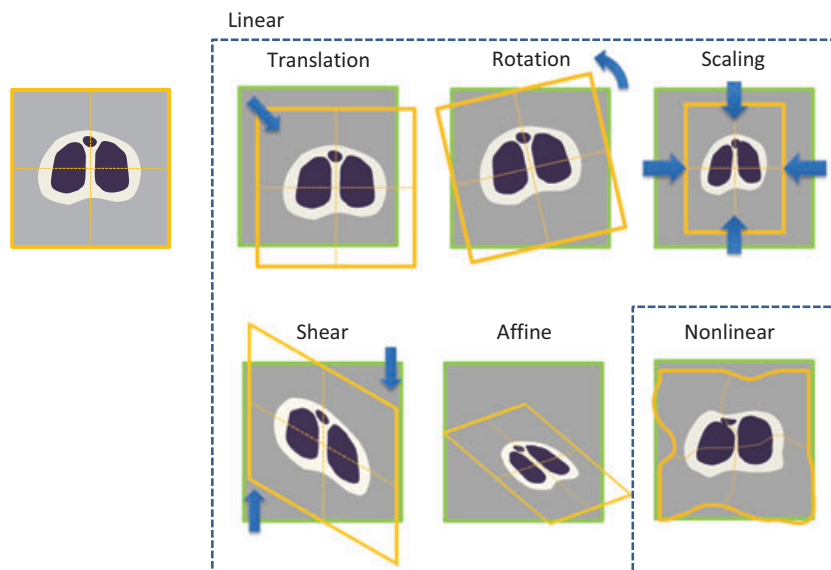 Linear
Translation
Rotation
Scaling
Shear
Affine
Nonlinear